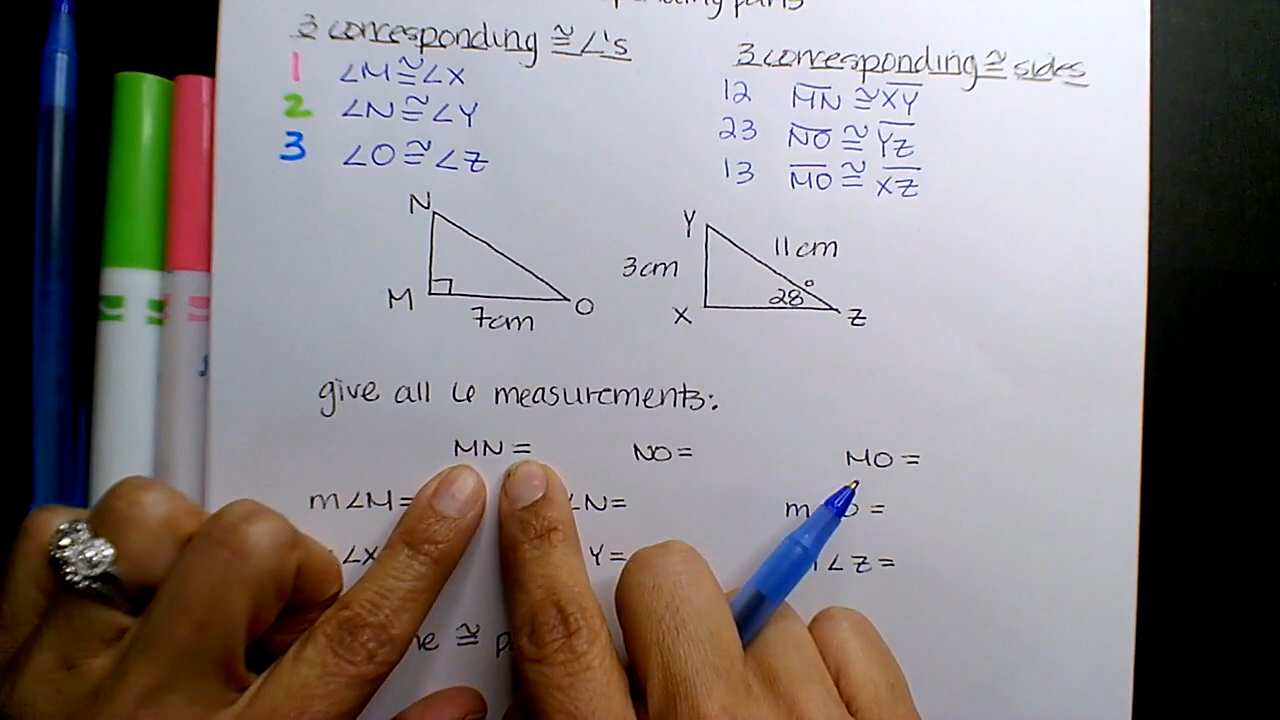 parts
3 corresponding ≅ ∠'s
1 ∠M ≅ ∠X
2 ∠N ≅ ∠Y
3 ∠O ≅ ∠Z
3 corresponding ≅ sides
12 MN ≅ XY
23 NO ≅ YZ
13 MO ≅ XZ
N
M
O
7cm
Y
11cm
3cm
28°
X
Z
give all 6 measurements:
MN = NO = MO =
m∠M = ∠N = m =
∠X Y = ∠Z =
≅